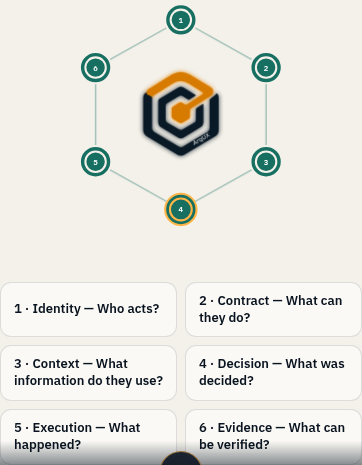 1
6
2
ArqUX
5
3
4
1 · Identity — Who acts?
2 · Contract — What can
they do?
3 · Context — What
information do they use?
4 · Decision — What was
decided?
5 · Execution — What
happened?
6 · Evidence — What can
be verified?